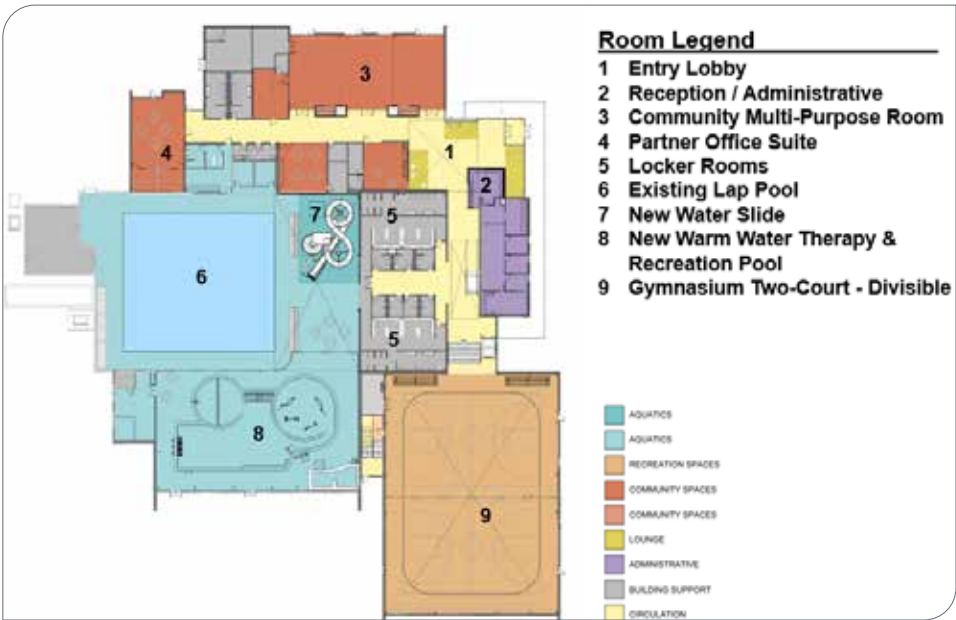 3
4
1
2
7
5
6
5
8
9
Room Legend
1 Entry Lobby
2 Reception / Administrative
3 Community Multi-Purpose Room
4 Partner Office Suite
5 Locker Rooms
6 Existing Lap Pool
7 New Water Slide
8 New Warm Water Therapy &
Recreation Pool
9 Gymnasium Two-Court - Divisible
AQUATICS
AQUATICS
RECREATION SPACES
COMMUNITY SPACES
COMMUNITY SPACES
LOUNGE
ADMINISTRATIVE
BUILDING SUPPORT
CIRCULATION